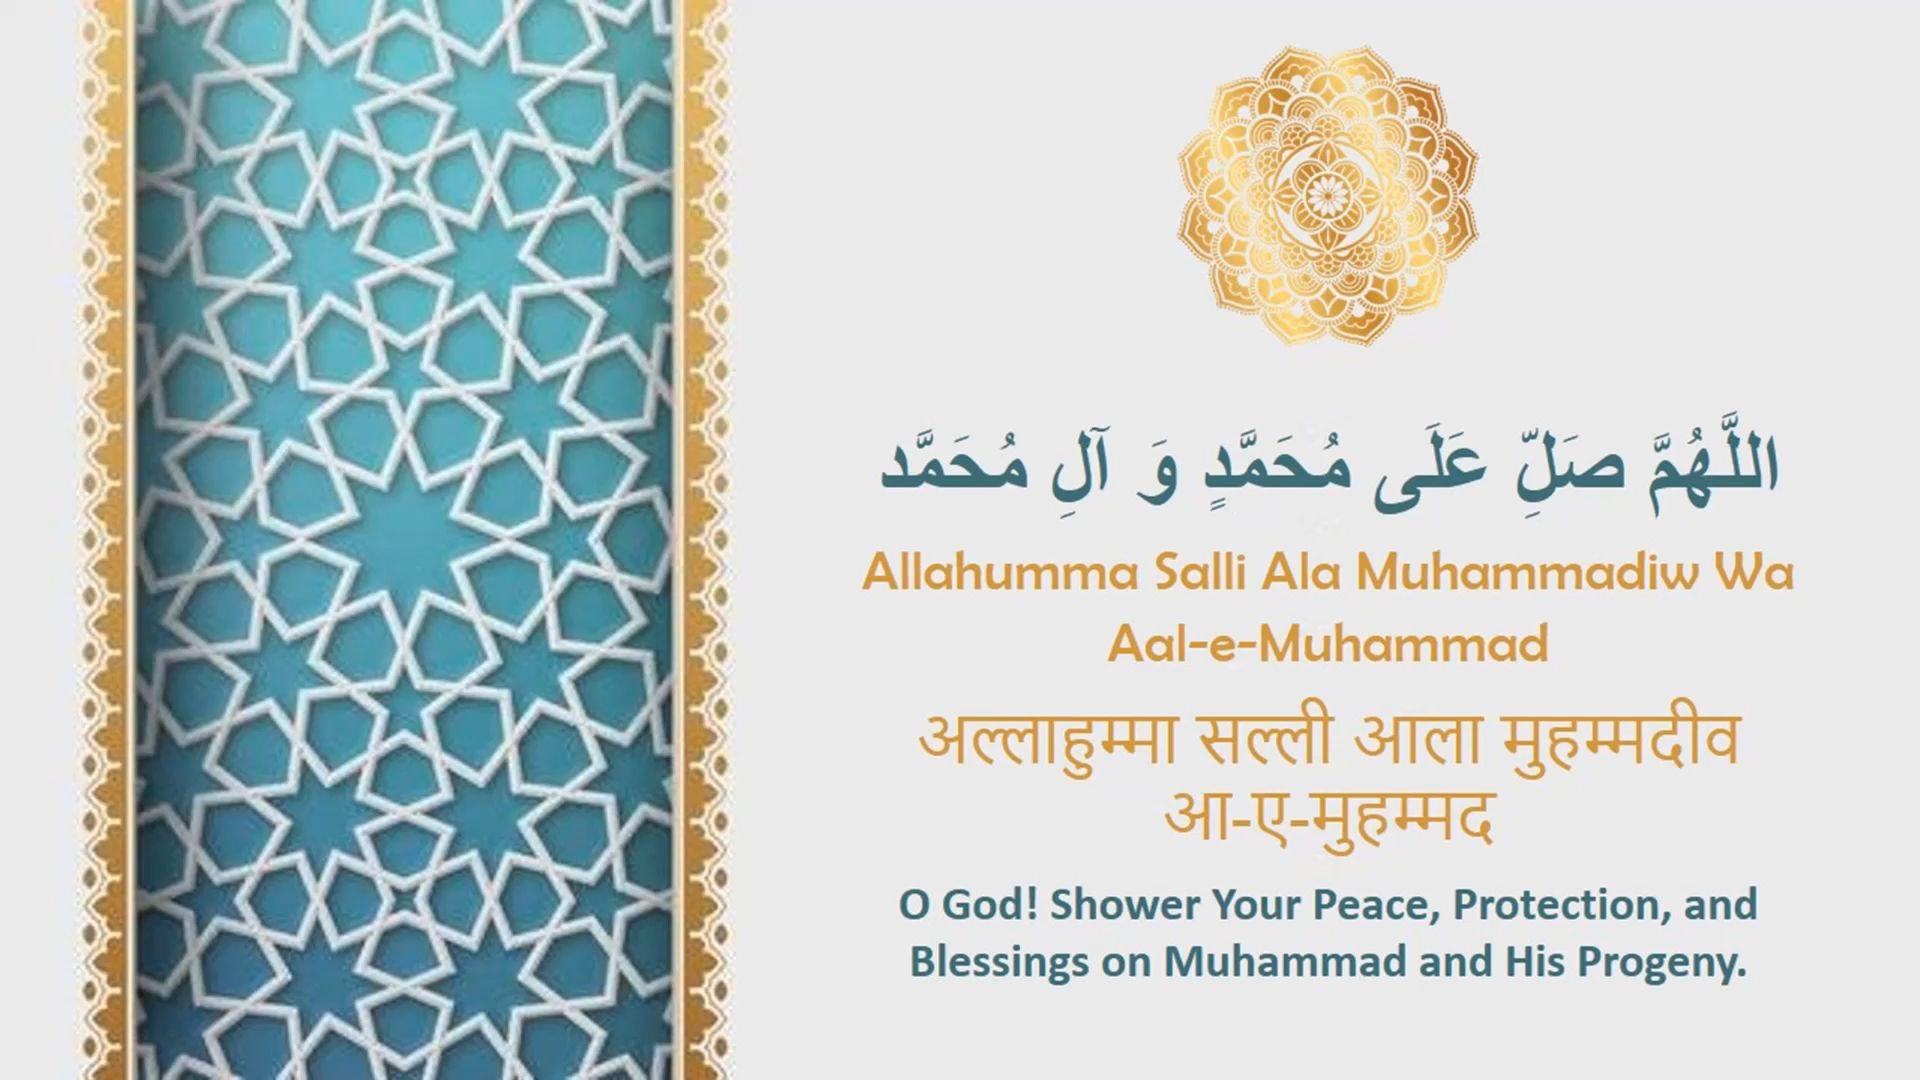 اللَّهُمَّ صَلِّ عَلَى مُحَمَّدٍ وَ آلِ مُحَمَّد
Allahumma Salli Ala Muhammadiw Wa
Aal-e-Muhammad
अल्लाहुम्मा सल्ली आला मुहम्मदीव
आ-ए-मुहम्मद
O God! Shower Your Peace, Protection, and
Blessings on Muhammad and His Progeny.